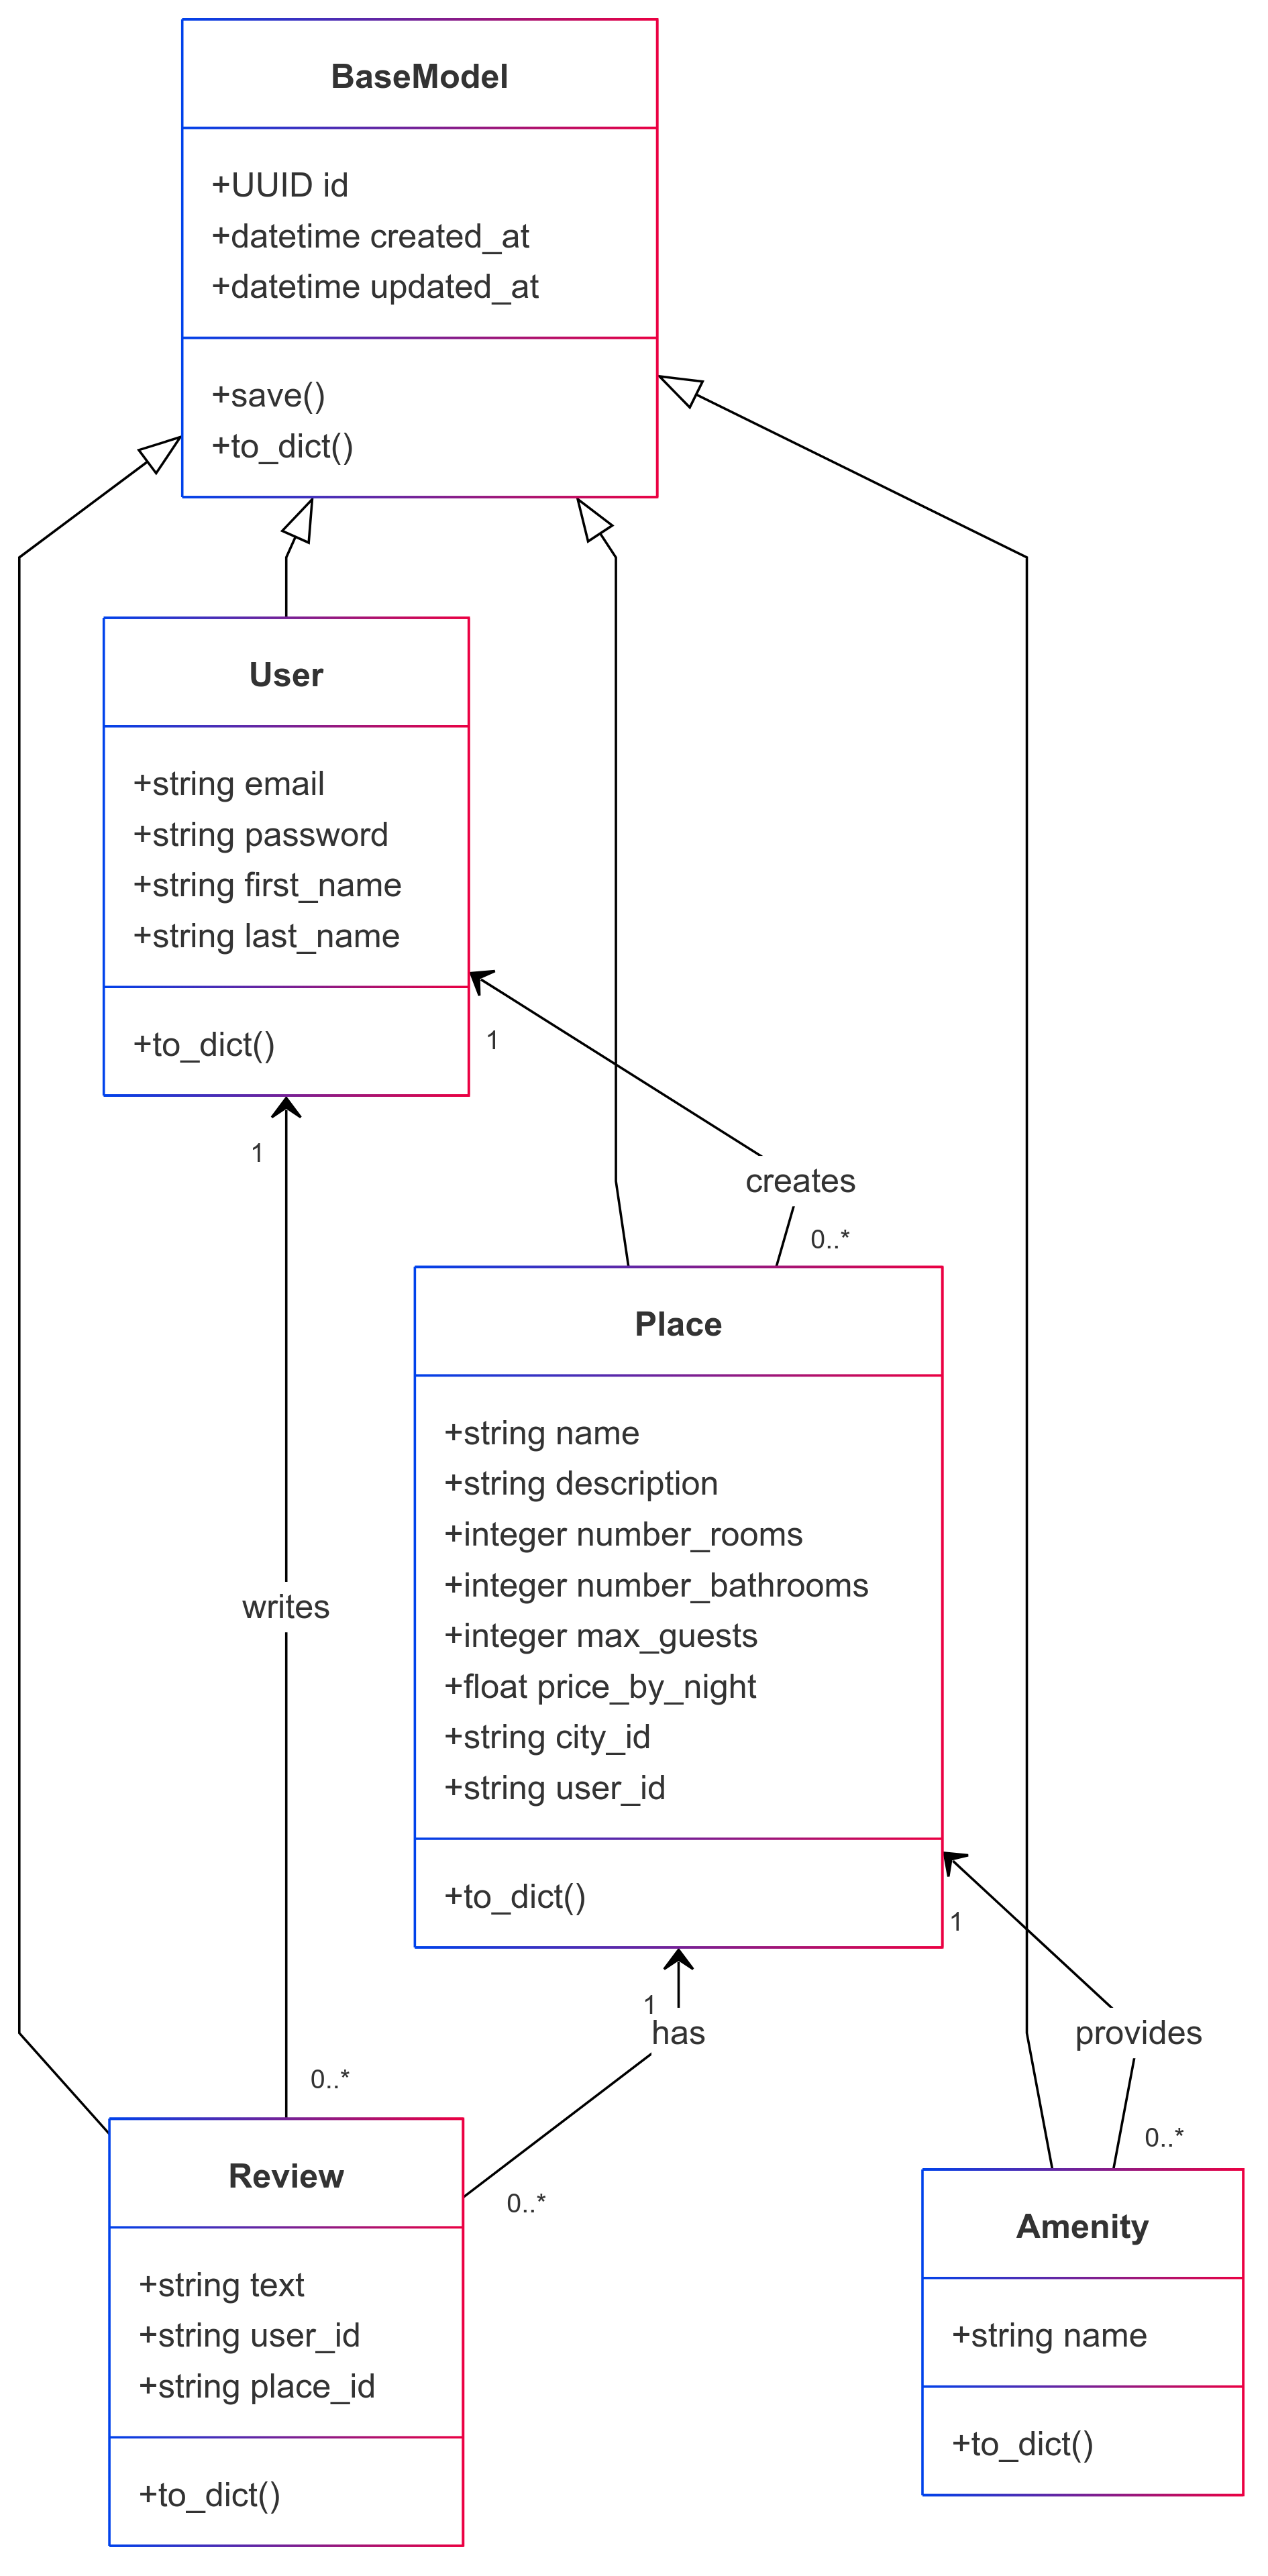 BaseModel
+UUID id
+datetime created_at
+datetime updated_at
+save()
+to_dict()
User
+string email
+string password
+string first_name
+string last_name
+to_dict()
1
1
creates
0..*
Place
+string name
+string description
+integer number_rooms
+integer number_bathrooms
+integer max_guests
+float price_by_night
+string city_id
+string user_id
+to_dict()
writes
1
1
has
provides
0..*
0..*
0..*
Review
+string text
+string user_id
+string place_id
+to_dict()
Amenity
+string name
+to_dict()